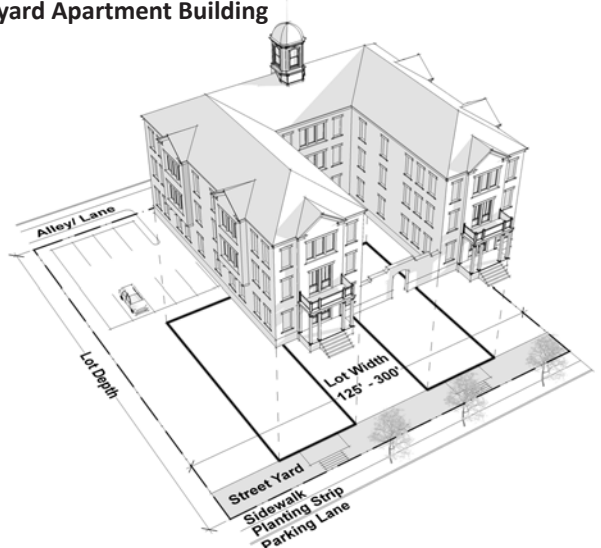 yard Apartment Building
Alley/ Lane
Lot Depth
Lot Width
125' - 300'
Street Yard
Sidewalk
Planting Strip
Parking Lane